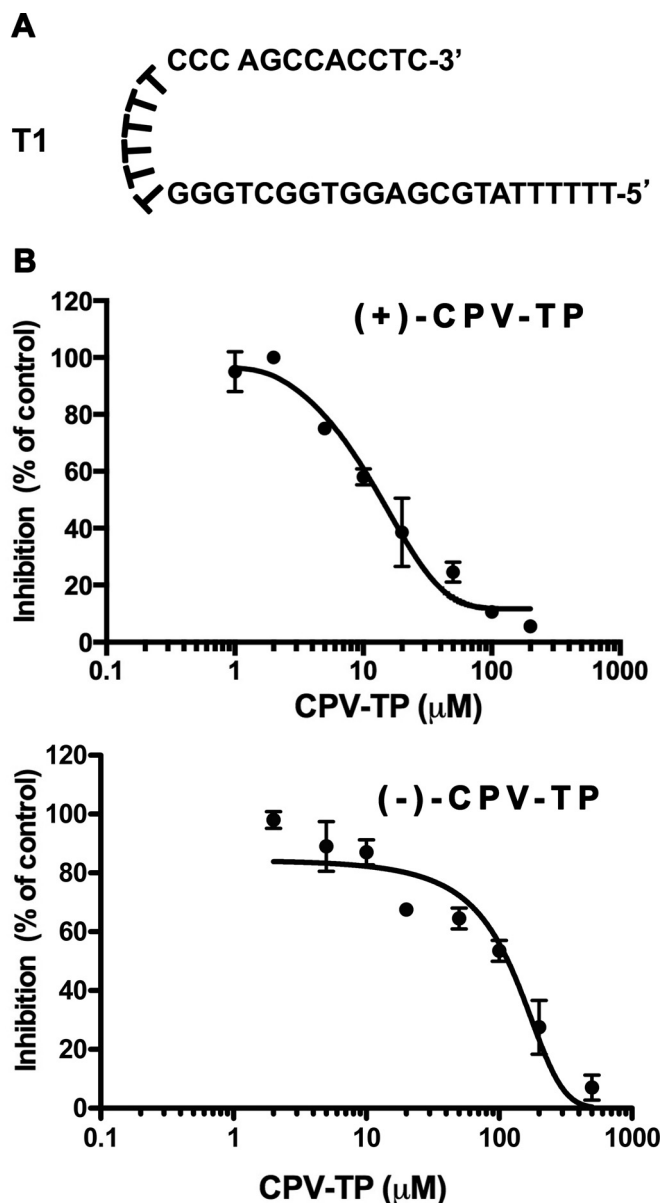 A
CCC AGCCACCTC-3’
T1
TTTTTT
GGGTCGGTGGAGCGTATTTTTT-5’
B
(+)-CPV-TP
Inhibition (% of control)
120
100
80
60
40
20
0
0.1 1 10 100 1000
CPV-TP (μM)
(-)-CPV-TP
Inhibition (% of control)
120
100
80
60
40
20
0
0.1 1 10 100 1000
CPV-TP (μM)